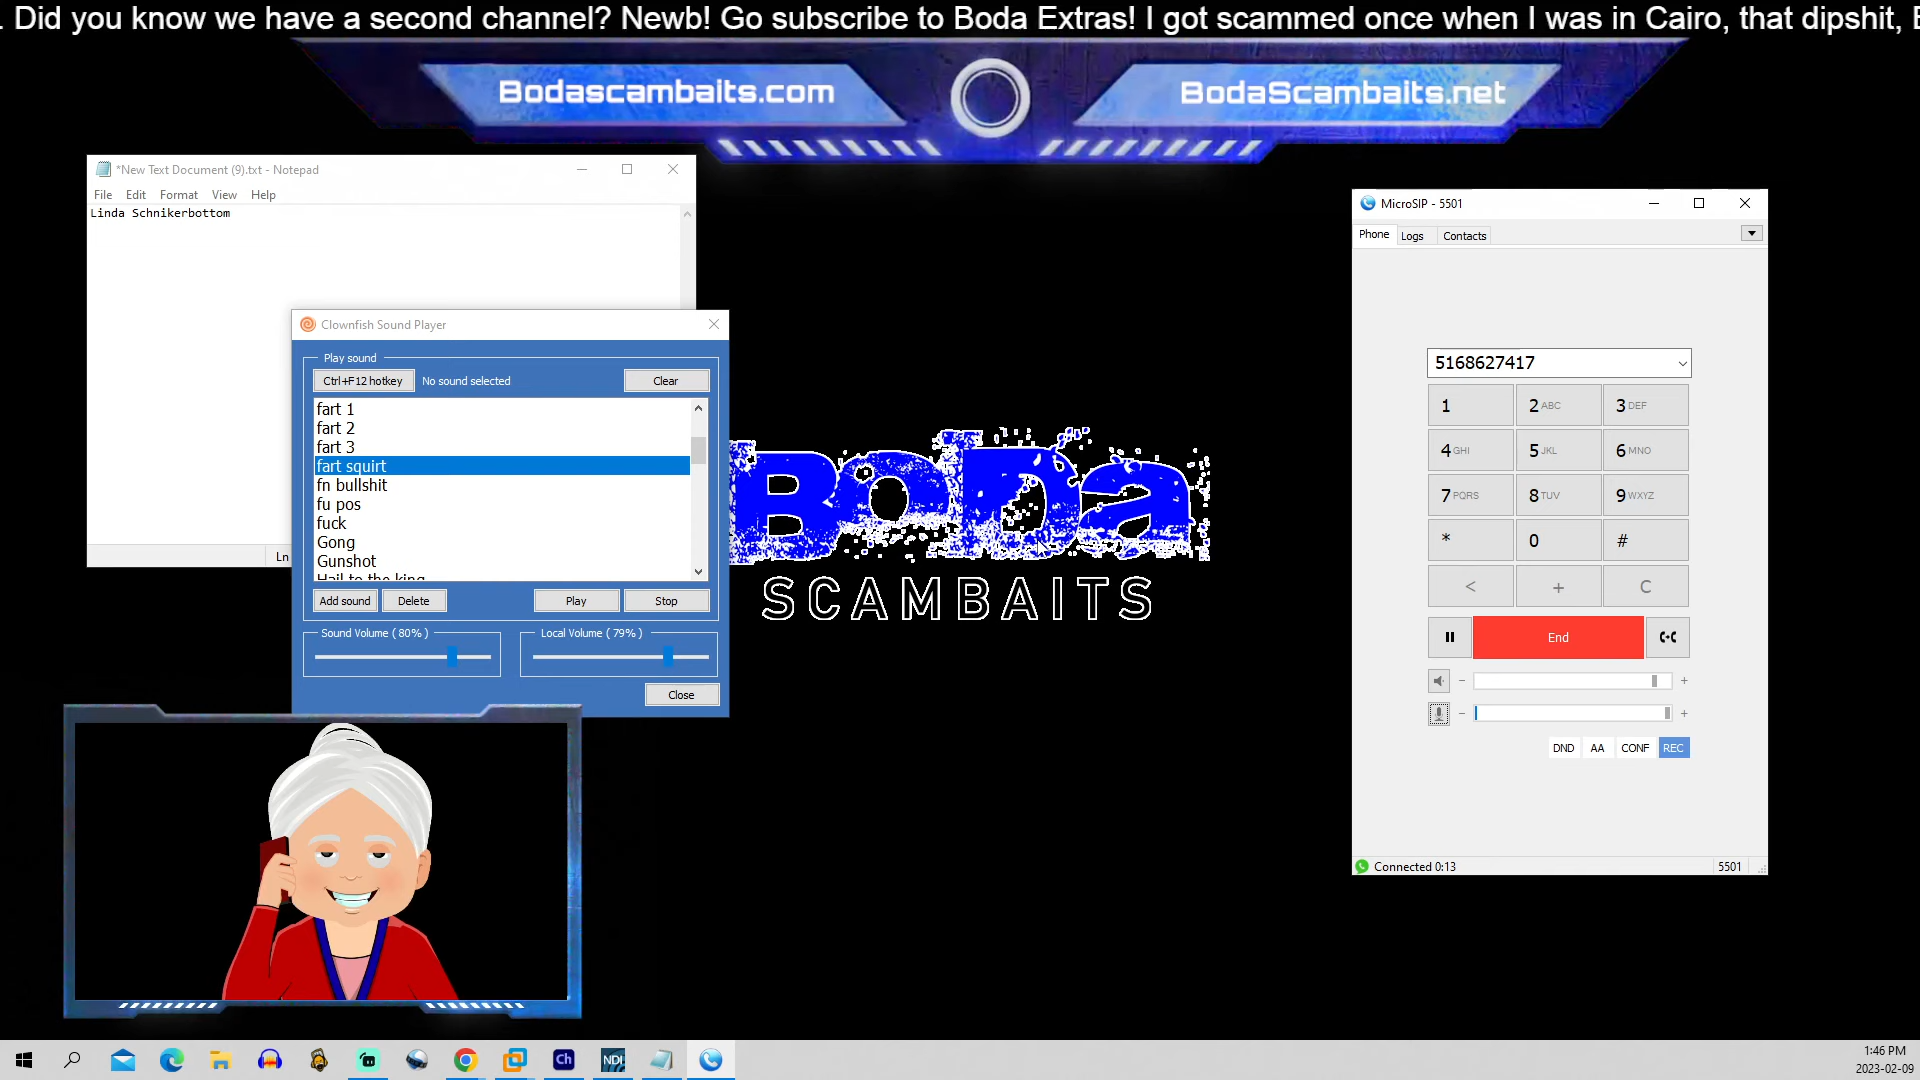 . Did you know we have a second channel? Newb! Go subscribe to Boda Extras! I got scammed once when I was in Cairo, that dipshit, B
Bodascambaits.com
BodaScambaits.net
*New Text Document (9).txt - Notepad
File Edit Format View Help
Linda Schnikerbottom
Ln
Clownfish Sound Player
Play sound
Ctrl+F12 hotkey
No sound selected
Clear
fart 1
fart 2
fart 3
fart squirt
fn bullshit
fu pos
fuck
Gong
Gunshot
Hail to the king
Add sound
Delete
Play
Stop
Sound Volume ( 80% )
Local Volume ( 79% )
Close
BoDa
SCAMBAITS
MicroSIP - 5501
Phone Logs Contacts
5168627417
1 2 ABC 3 DEF
4 GHI 5 JKL 6 MNO
7 PQRS 8 TUV 9 WXYZ
* 0 #
< + C
End
- +
- +
DND AA CONF REC
Connected 0:13
5501
Ch
NDI
1:46 PM
2023-02-09